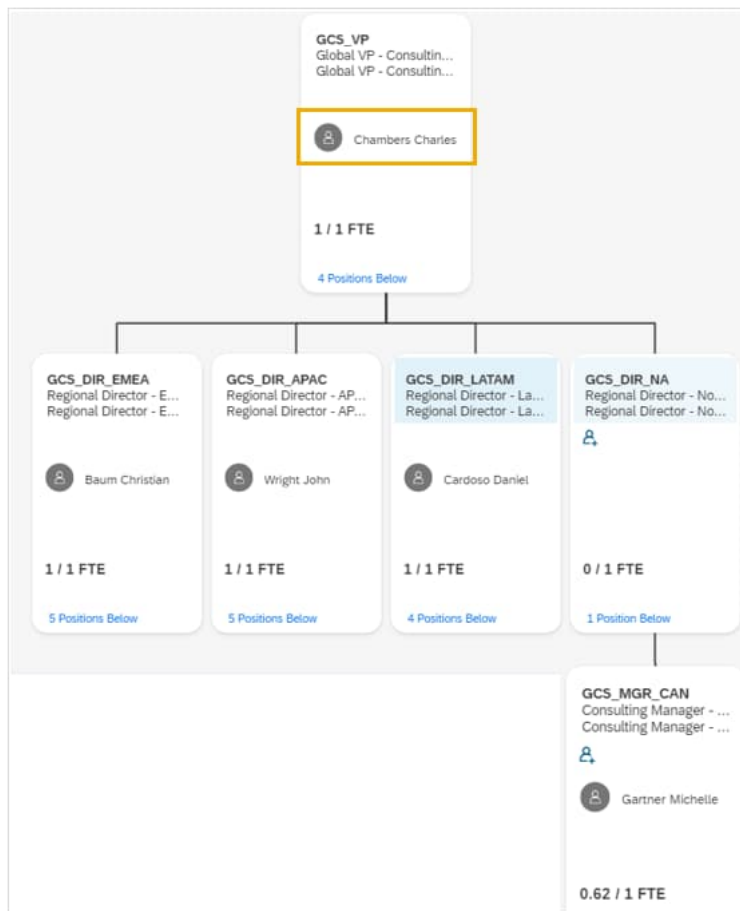 GCS_VP
Global VP - Consultin...
Global VP - Consultin...
Chambers Charles
1 / 1 FTE
4 Positions Below
GCS_DIR_EMEA
Regional Director - E...
Regional Director - E...
Baum Christian
1 / 1 FTE
5 Positions Below
GCS_DIR_APAC
Regional Director - AP...
Regional Director - AP...
Wright John
1 / 1 FTE
5 Positions Below
GCS_DIR_LATAM
Regional Director - La...
Regional Director - La...
Cardoso Daniel
1 / 1 FTE
4 Positions Below
GCS_DIR_NA
Regional Director - No...
Regional Director - No...
0 / 1 FTE
1 Position Below
GCS_MGR_CAN
Consulting Manager - ...
Consulting Manager - ...
Gartner Michelle
0.62 / 1 FTE